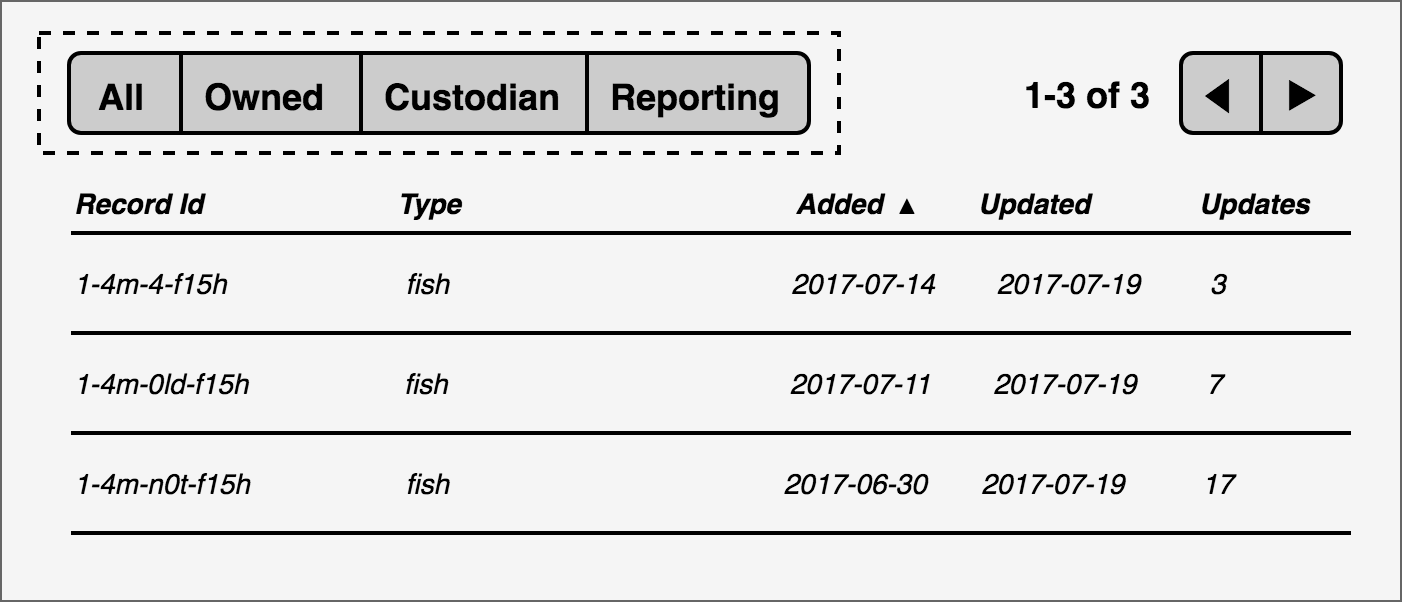 All Owned Custodian Reporting 1-3 of 3
Record Id Type Added ▲ Updated Updates
1-4m-4-f15h fish 2017-07-14 2017-07-19 3
1-4m-0ld-f15h fish 2017-07-11 2017-07-19 7
1-4m-n0t-f15h fish 2017-06-30 2017-07-19 17